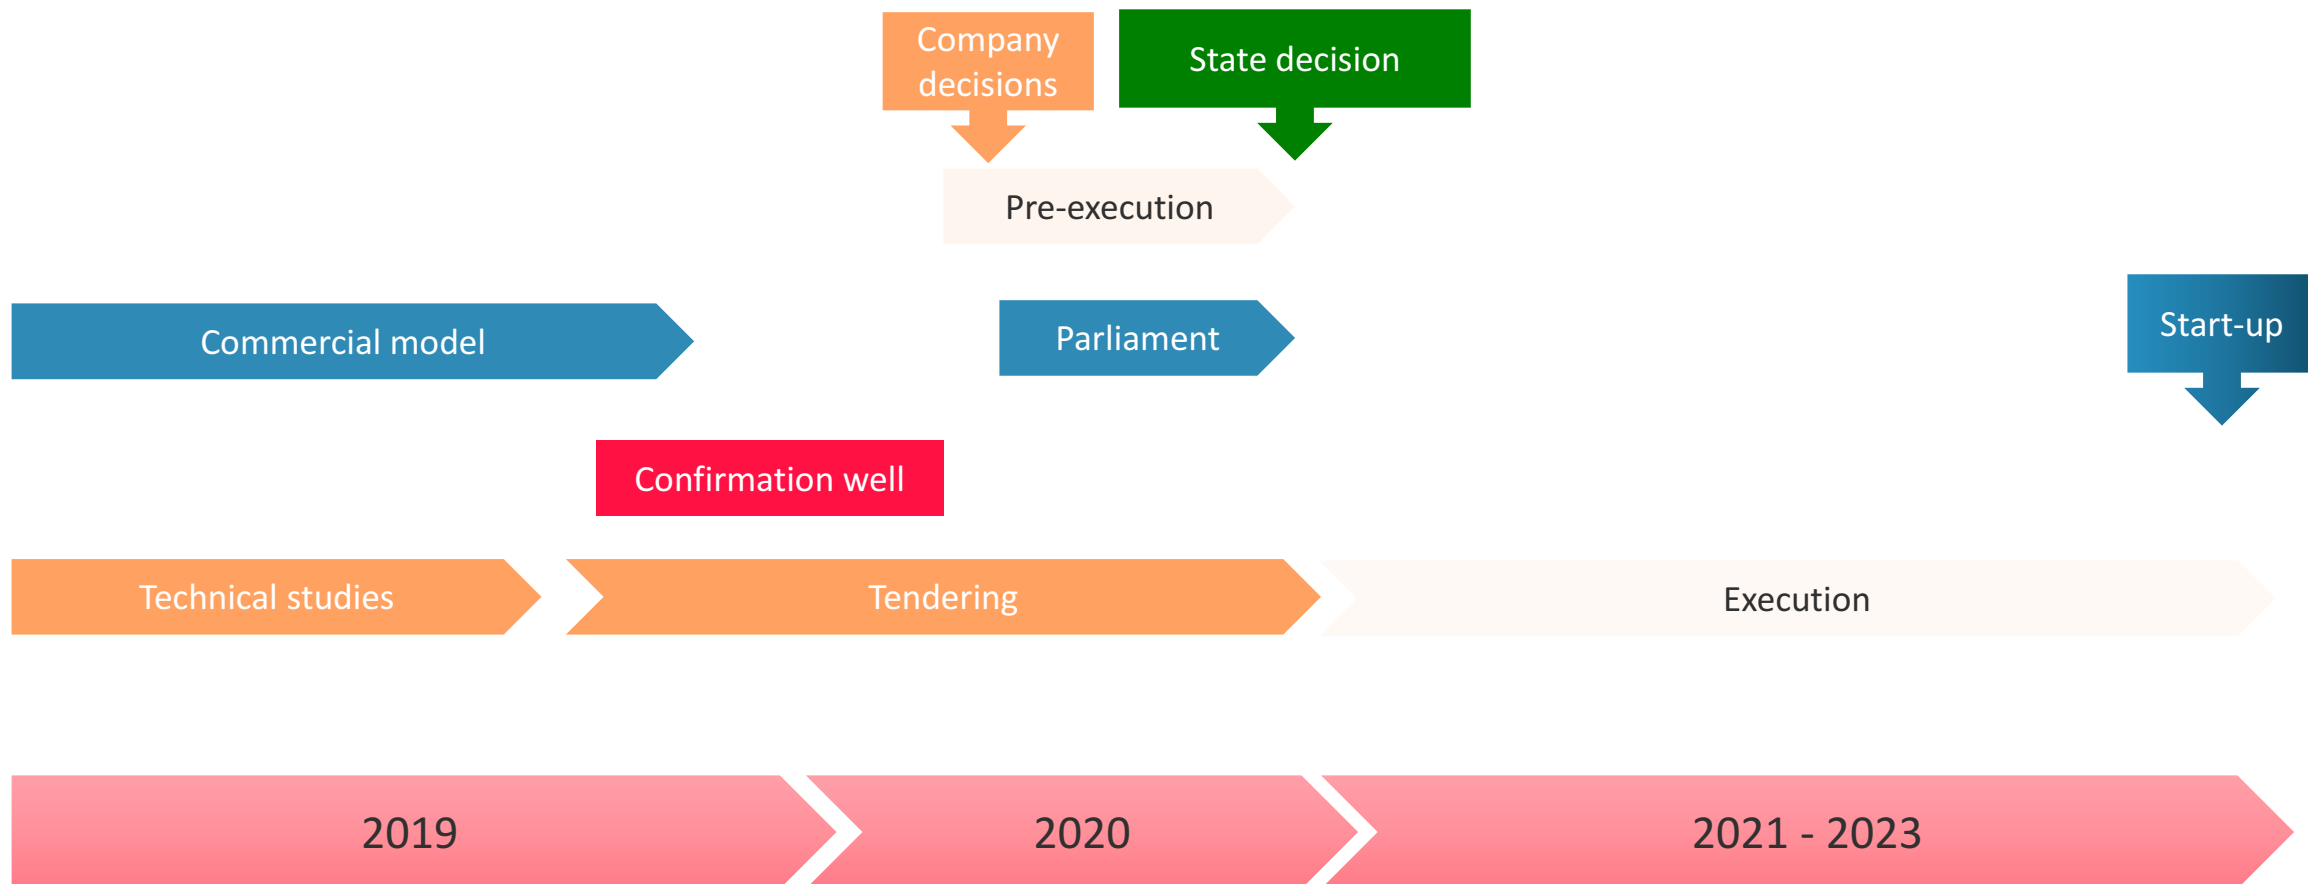 Company
decisions
State decision
Pre-execution
Commercial model
Parliament
Start-up
Confirmation well
Technical studies
Tendering
Execution
2019
2020
2021 - 2023